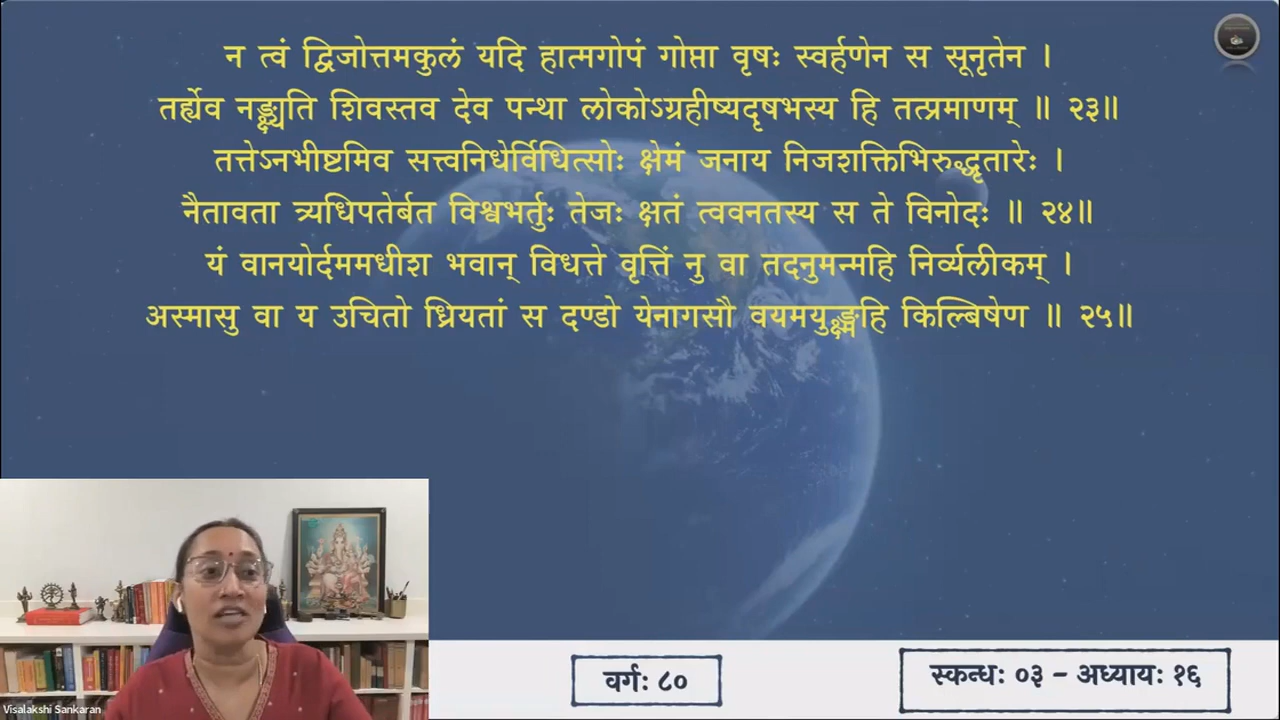 न त्वं द्विजोत्तमकुलं यदि हात्मगोपं गोप्ता वृषः स्वर्हणेन स सूनृतेन ।
तर्ह्येव नङ्क्ष्यति शिवस्तव देव पन्था लोकोऽग्रहीष्यदृषभस्य हि तत्प्रमाणम् ॥ २३॥
तत्तेऽनभीष्टमिव सत्त्वनिधेर्विधित्सोः क्षेमं जनाय निजशक्तिभिरुद्धृतारेः ।
नैतावता त्र्यधिपतेर्बत विश्वभर्तुः तेजः क्षतं त्ववनतस्य स ते विनोदः ॥ २४॥
यं वानयोर्दममधीश भवान् विधत्ते वृत्तिं नु वा तदनुमन्महि निर्व्यलीकम् ।
अस्मासु वा य उचितो ध्रियतां स दण्डो येनागसौ वयमयुङ्क्ष्महि किल्बिषेण ॥ २५॥
Visalakshi Sankaran
वर्गः ८०
स्कन्धः ०३ - अध्यायः १६